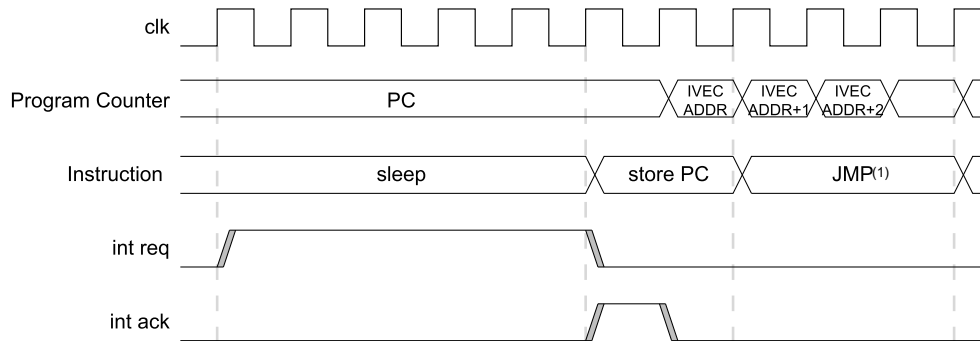 clk
Program Counter
PC
IVEC
ADDR
IVEC
ADDR+1
IVEC
ADDR+2
Instruction
sleep
store PC
JMP(1)
int req
int ack